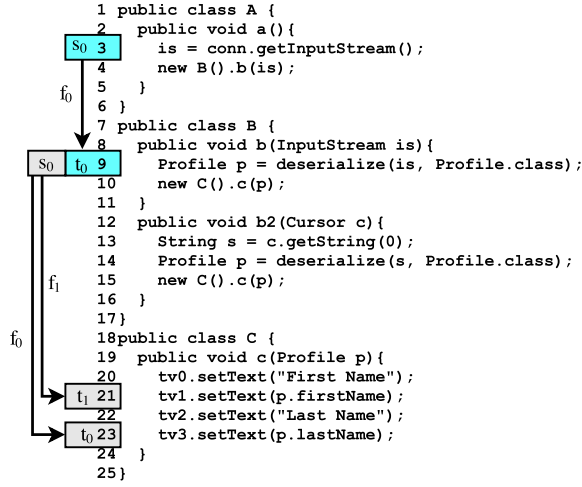 1 public class A {
2 public void a(){
s0 3 is = conn.getInputStream();
4 new B().b(is);
f0 5 }
6 }
7 public class B {
8 public void b(InputStream is){
s0 t0 9 Profile p = deserialize(is, Profile.class);
10 new C().c(p);
11 }
12 public void b2(Cursor c){
13 String s = c.getString(0);
14 Profile p = deserialize(s, Profile.class);
f1 15 new C().c(p);
16 }
17}
f0 18public class C {
19 public void c(Profile p){
20 tv0.setText("First Name");
t1 21 tv1.setText(p.firstName);
22 tv2.setText("Last Name");
t0 23 tv3.setText(p.lastName);
24 }
25}